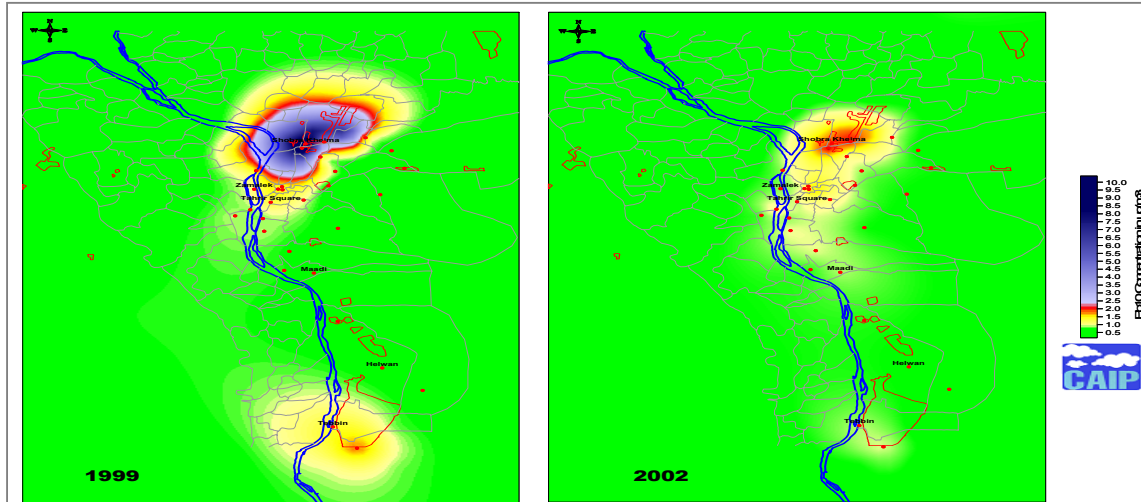 N
W E
S
Shobra Kheima
Zamalek
Tahrir Square
Maadi
Helwan
Tebbin
1999
N
W E
S
Shobra Kheima
Zamalek
Tahrir Square
Maadi
Helwan
Tebbin
2002
10.0
9.5
9.0
8.5
8.0
7.5
7.0
6.5
6.0
5.5
5.0
4.5
4.0
3.5
3.0
2.5
2.0
1.5
1.0
0.5
CAIP